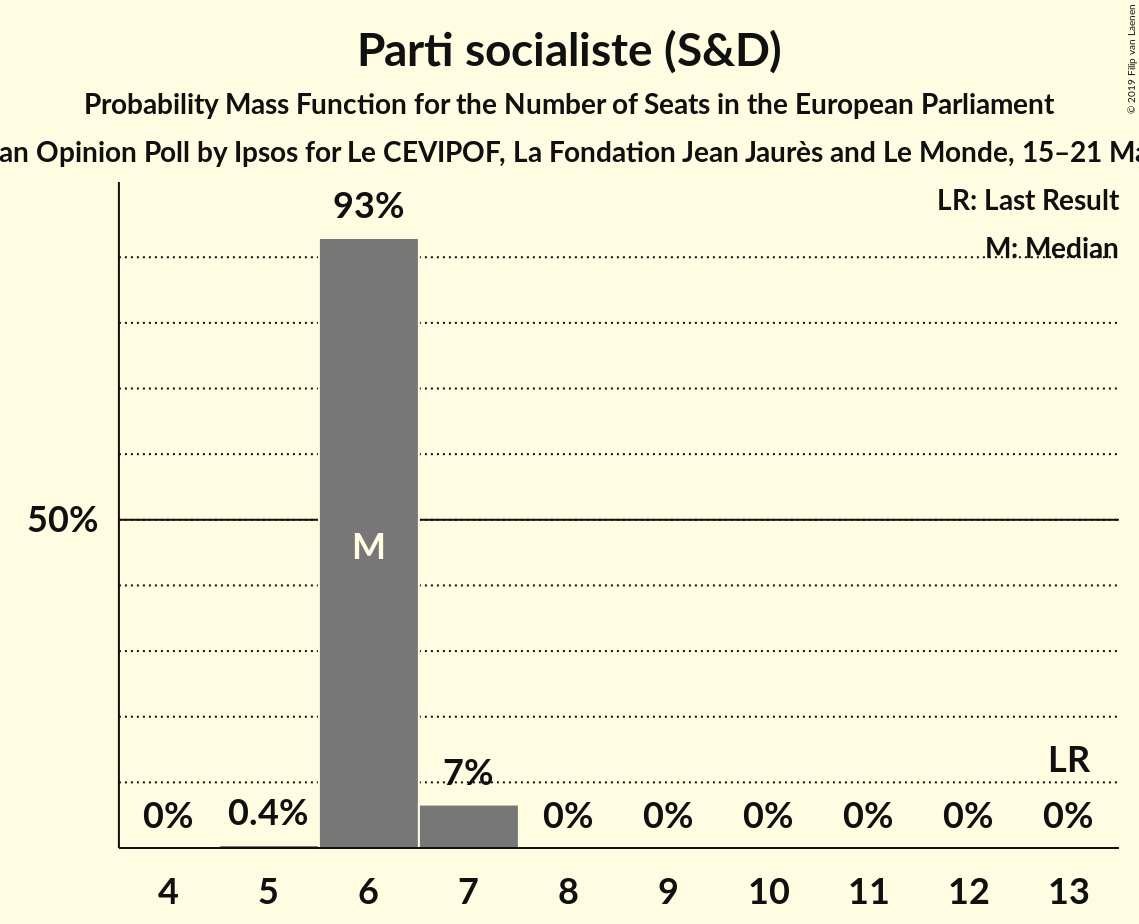 Parti socialiste (S&D)
Probability Mass Function for the Number of Seats in the European Parliament
an Opinion Poll by Ipsos for Le CEVIPOF, La Fondation Jean Jaurès and Le Monde, 15–21
© 2019 Filip van Laenen
LR: Last Result
M: Median
93%
50%
M
7%
LR
0% 0.4% 0% 0% 0% 0% 0% 0%
4 5 6 7 8 9 10 11 12 13